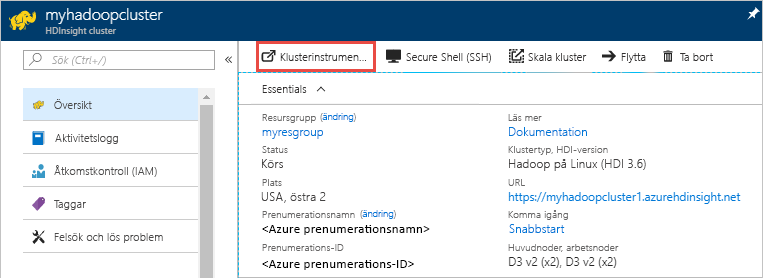 myhadoopcluster
HDInsight cluster
Sök (Ctrl+/)
Översikt
Aktivitetslogg
Åtkomstkontroll (IAM)
Taggar
Felsök och lös problem
Klusterinstrumen... Secure Shell (SSH) Skala kluster Flytta Ta bort
Essentials
Resursgrupp (ändring)
myresgroup
Status
Körs
Plats
USA, östra 2
Prenumerationsnamn (ändring)
<Azure prenumerationsnamn>
Prenumerations-ID
<Azure prenumerations-ID>
Läs mer
Dokumentation
Klustertyp, HDI-version
Hadoop på Linux (HDI 3.6)
URL
https://myhadoopcluster1.azurehdinsight.net
Komma igång
Snabbstart
Huvudnoder, arbetsnoder
D3 v2 (x2), D3 v2 (x2)